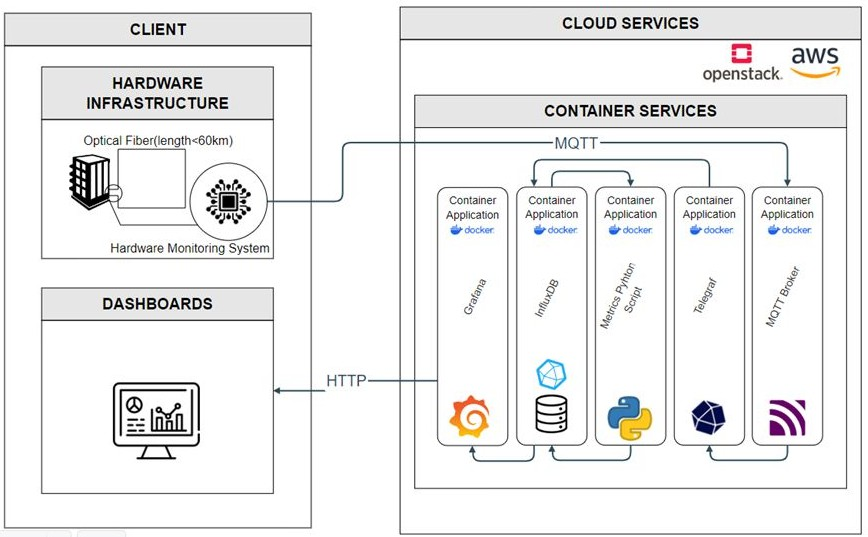 CLIENT
HARDWARE
INFRASTRUCTURE
Optical Fiber(length<60km)
Hardware Monitoring System
DASHBOARDS
CLOUD SERVICES
openstack.
aws
CONTAINER SERVICES
MQTT
HTTP
Container
Application
docker
Grafana
Container
Application
docker
InfluxDB
Container
Application
docker
Metrics Pyhton
Script
Container
Application
docker
Telegraf
Container
Application
docker
MQTT Broker